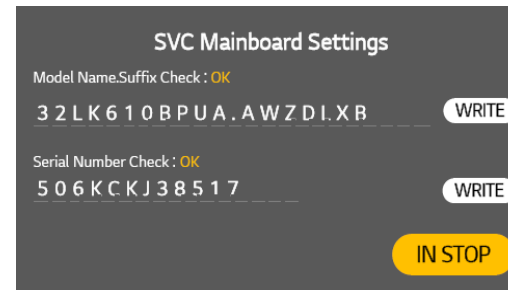 SVC Mainboard Settings
Model Name.Suffix Check : OK
32LK610BPUA.AWZDLXB
WRITE
Serial Number Check : OK
506KCKJ38517
WRITE
IN STOP